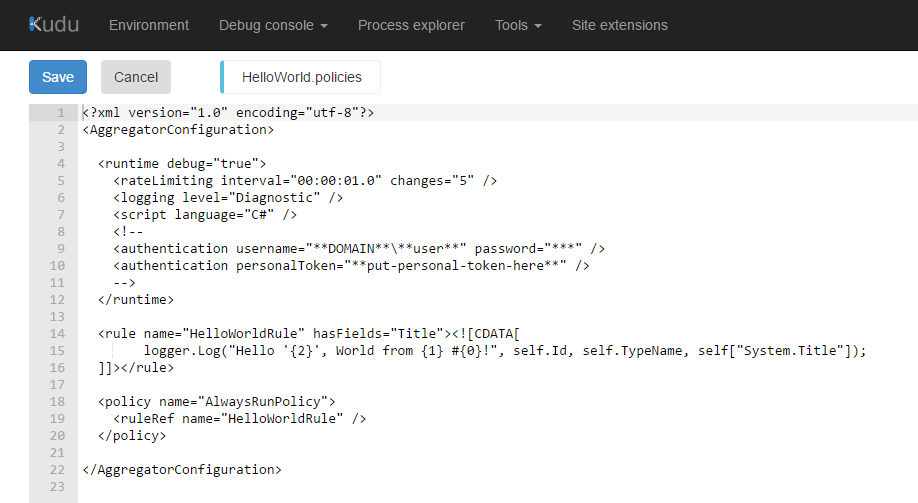 Kudu Environment Debug console Process explorer Tools Site extensions
Save Cancel HelloWorld.policies
1 <?xml version="1.0" encoding="utf-8"?>
2 <AggregatorConfiguration>
3
4   <runtime debug="true">
5     <rateLimiting interval="00:00:01.0" changes="5" />
6     <logging level="Diagnostic" />
7     <script language="C#" />
8     <!--
9     <authentication username="**DOMAIN**\**user**" password="***" />
10     <authentication personalToken="**put-personal-token-here**" />
11     -->
12   </runtime>
13
14   <rule name="HelloWorldRule" hasFields="Title"><![CDATA[
15         logger.Log("Hello '{2}', World from {1} #{0}!", self.Id, self.TypeName, self["System.Title"]);
16   ]]></rule>
17
18   <policy name="AlwaysRunPolicy">
19     <ruleRef name="HelloWorldRule" />
20   </policy>
21
22 </AggregatorConfiguration>
23